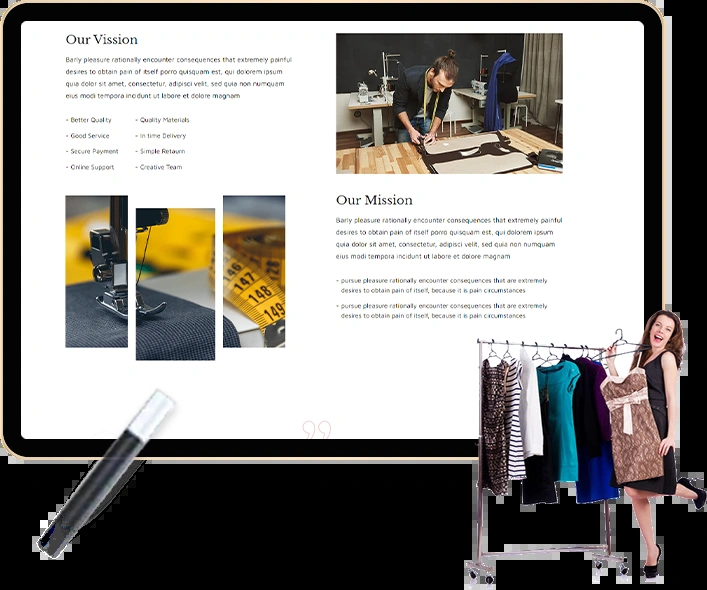 Our Vission
Barly pleasure rationally encounter consequences that extremely painful
desires to obtain pain of itself porro quisquam est, qui dolorem ipsum
quia dolor sit amet, consectetur, adipisci velit, sed quia non numquam
eius modi tempora incidunt ut labore et dolore magnam
- Better Quality
- Good Service
- Secure Payment
- Online Support
- Quality Materials
- In time Delivery
- Simple Retaurn
- Creative Team
146
147
148
149
Our Mission
Barly pleasure rationally encounter consequences that extremely painful
desires to obtain pain of itself porro quisquam est, qui dolorem ipsum
quia dolor sit amet, consectetur, adipisci velit, sed quia non numquam
eius modi tempora incidunt ut labore et dolore magnam
- pursue pleasure rationally encounter consequences that are extremely
desires to obtain pain of itself, because it is pain circumstances.
- pursue pleasure rationally encounter consequences that are extremely
desires to obtain pain of itself, because it is pain circumstances.
”